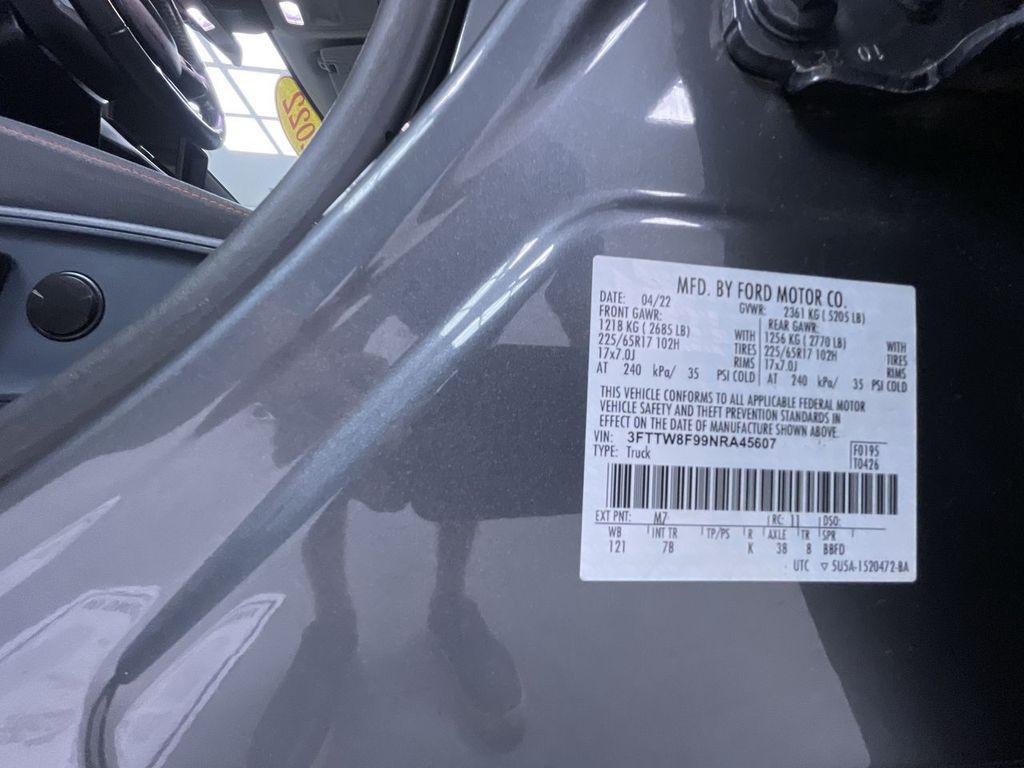 2022
01
MFD. BY FORD MOTOR CO.
DATE: 04/22 GVWR: 2361 KG ( 5205 LB)
FRONT GAWR: REAR GAWR:
1218 KG ( 2685 LB) WITH 1256 KG ( 2770 LB) WITH
225/65R17 102H TIRES 225/65R17 102H TIRES
17x7.0J RIMS 17x7.0J RIMS
AT 240 kPa/ 35 PSI COLD AT 240 kPa/ 35 PSI COLD
THIS VEHICLE CONFORMS TO ALL APPLICABLE FEDERAL MOTOR
VEHICLE SAFETY AND THEFT PREVENTION STANDARDS IN
EFFECT ON THE DATE OF MANUFACTURE SHOWN ABOVE.
VIN: 3FTTW8F99NRA45607
TYPE: Truck
F0195
T0426
EXT PNT: M7 RC: 11 DSO:
WB INT TR TP/PS R AXLE TR SPR
121 7B K 38 8 BBFD
UTC ▽ 5U5A-1520472-BA